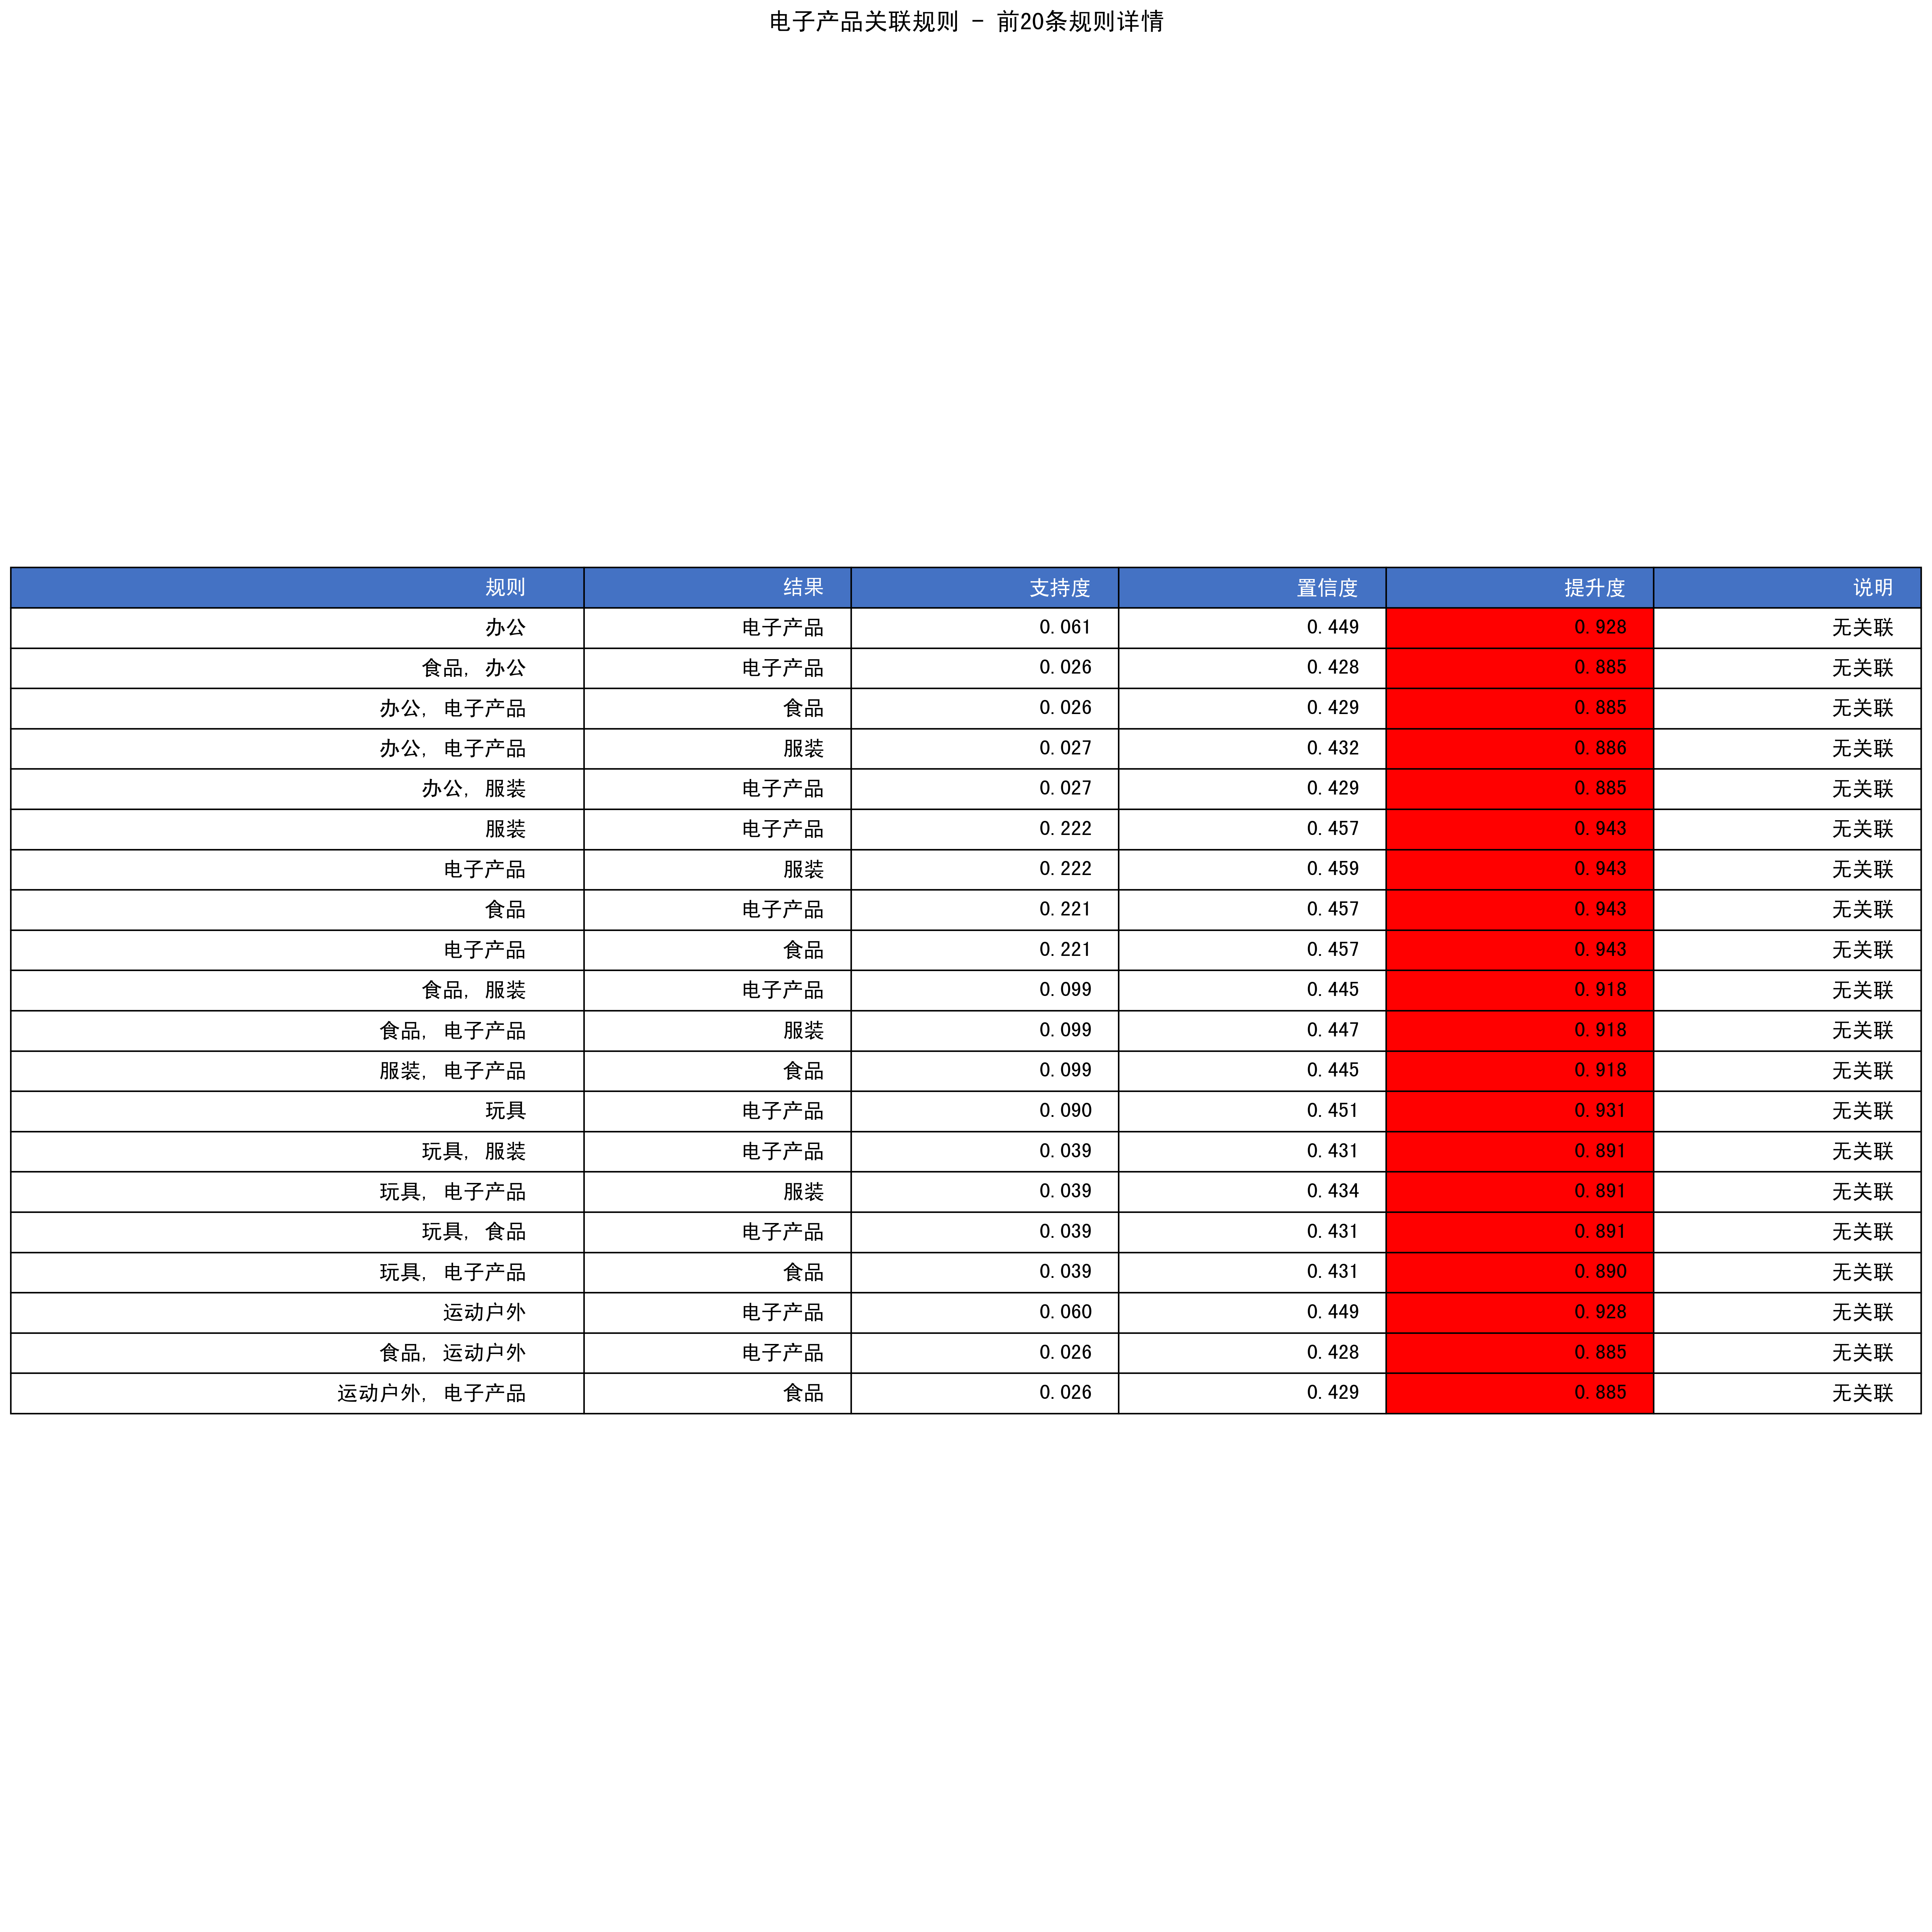 电子产品关联规则 - 前20条规则详情
规则 结果 支持度 置信度 提升度 说明
办公 电子产品 0.061 0.449 0.928 无关联
食品, 办公 电子产品 0.026 0.428 0.885 无关联
办公, 电子产品 食品 0.026 0.429 0.885 无关联
办公, 电子产品 服装 0.027 0.432 0.886 无关联
办公, 服装 电子产品 0.027 0.429 0.885 无关联
服装 电子产品 0.222 0.457 0.943 无关联
电子产品 服装 0.222 0.459 0.943 无关联
食品 电子产品 0.221 0.457 0.943 无关联
电子产品 食品 0.221 0.457 0.943 无关联
食品, 服装 电子产品 0.099 0.445 0.918 无关联
食品, 电子产品 服装 0.099 0.447 0.918 无关联
服装, 电子产品 食品 0.099 0.445 0.918 无关联
玩具 电子产品 0.090 0.451 0.931 无关联
玩具, 服装 电子产品 0.039 0.431 0.891 无关联
玩具, 电子产品 服装 0.039 0.434 0.891 无关联
玩具, 食品 电子产品 0.039 0.431 0.891 无关联
玩具, 电子产品 食品 0.039 0.431 0.890 无关联
运动户外 电子产品 0.060 0.449 0.928 无关联
食品, 运动户外 电子产品 0.026 0.428 0.885 无关联
运动户外, 电子产品 食品 0.026 0.429 0.885 无关联